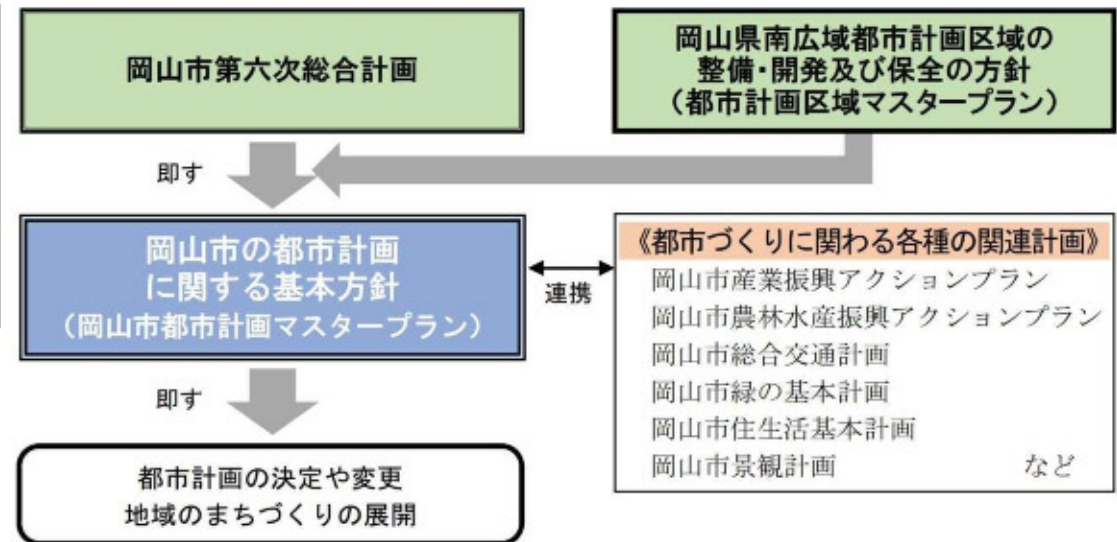 岡山市第六次総合計画
岡山県南広域都市計画区域の
整備・開発及び保全の方針
（都市計画区域マスタープラン）
即す
岡山市の都市計画
に関する基本方針
（岡山市都市計画マスタープラン）
連携
《都市づくりに関わる各種の関連計画》
岡山市産業振興アクションプラン
岡山市農林水産振興アクションプラン
岡山市総合交通計画
岡山市緑の基本計画
岡山市住生活基本計画
岡山市景観計画　　　　　など
即す
都市計画の決定や変更
地域のまちづくりの展開